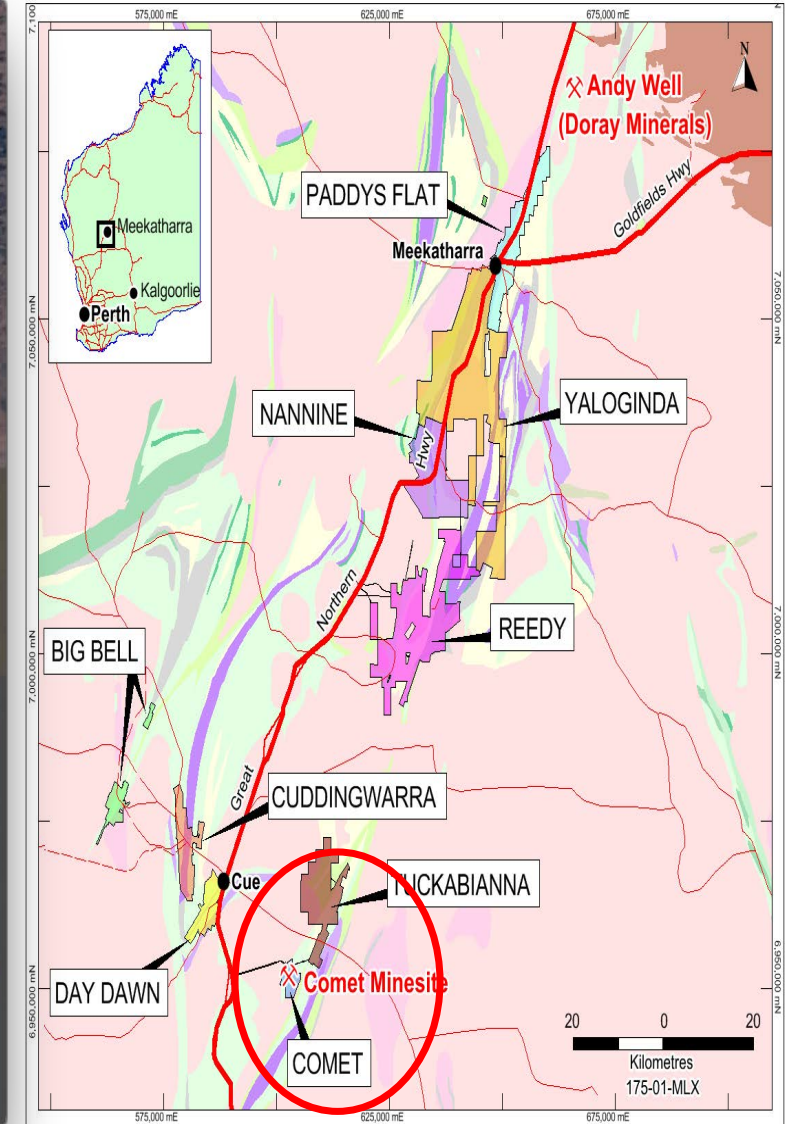 575,000 mE
625,000 mE
675,000 mE
7,100
N
Andy Well
(Doray Minerals)
PADDYS FLAT
Goldfields Hwy
Meekatharra
Meekatharra
Kalgoorlie
Perth
7,050,000 mN
7,050,000 mN
NANNINE
YALOGINDA
Hwy
Northern
REEDY
BIG BELL
7,000,000 mN
7,000,000 mN
Great
CUDDINGWARRA
Cue
TUCKABIANNA
DAY DAWN
Comet Minesite
6,950,000 mN
6,950,000 mN
COMET
20 0 20
Kilometres
175-01-MLX
575,000 mE
625,000 mE
675,000 mE